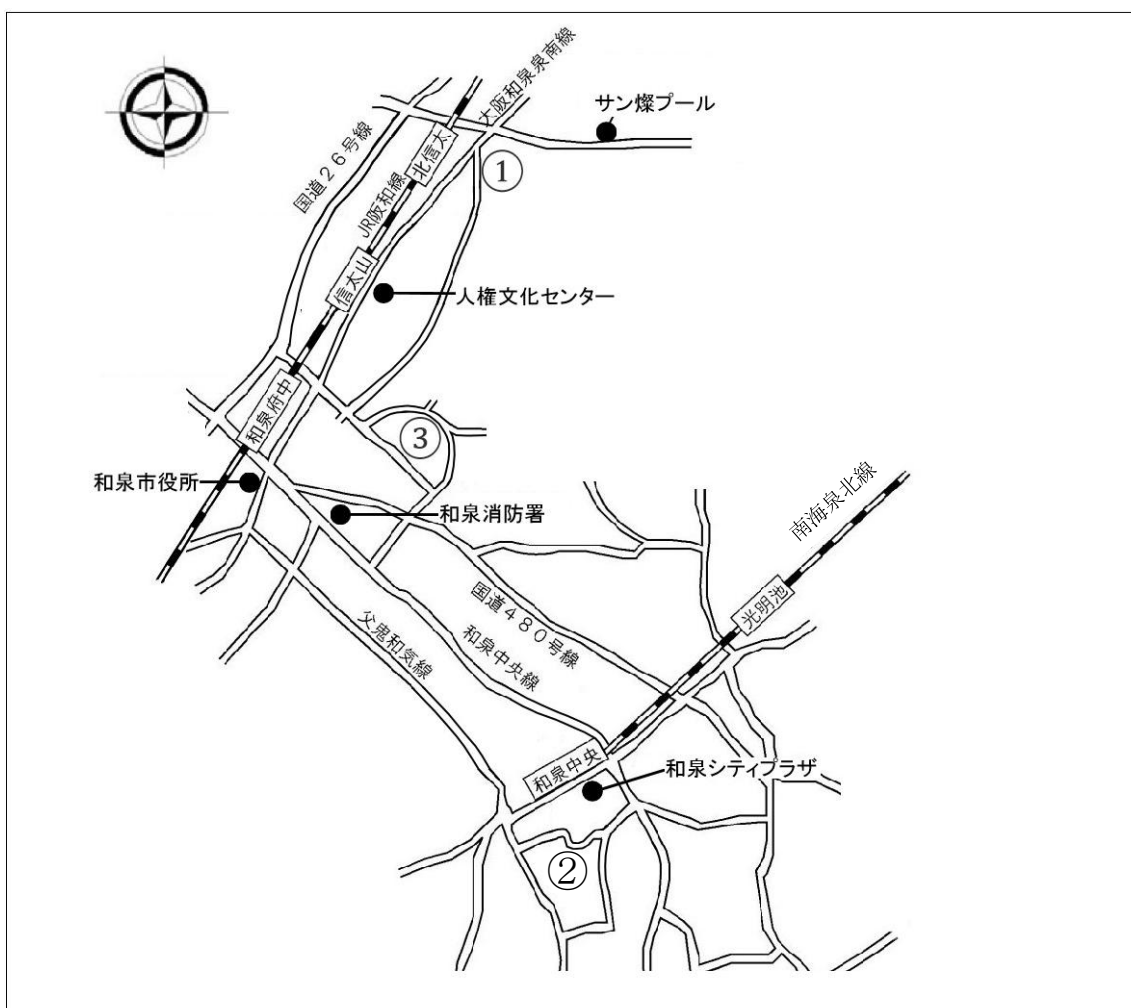 大阪和泉泉南線
サン燦プール
国道26号線
北信太
①
JR阪和線
信太山
人権文化センター
和泉府中
③
和泉市役所
和泉消防署
南海泉北線
光明池
国道480号線
和泉中央線
父鬼和気線
和泉中央
和泉シティプラザ
②